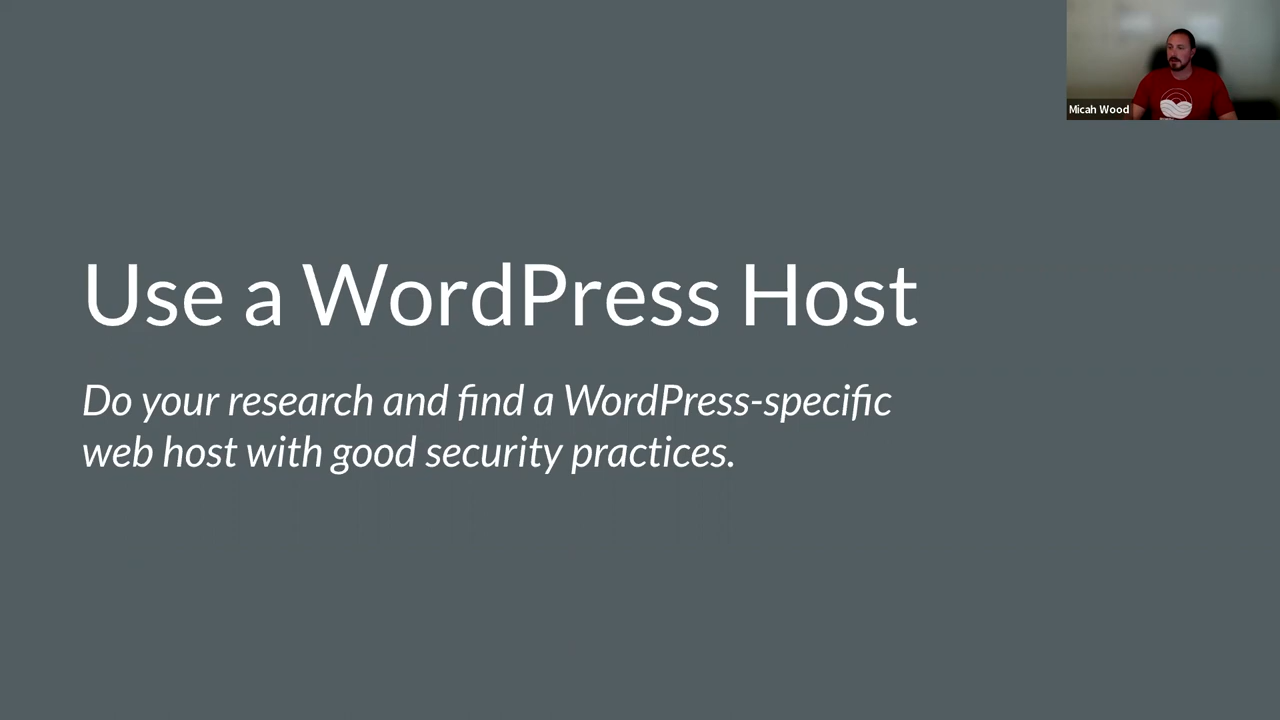 Micah Wood
Use a WordPress Host
Do your research and find a WordPress-specific
web host with good security practices.